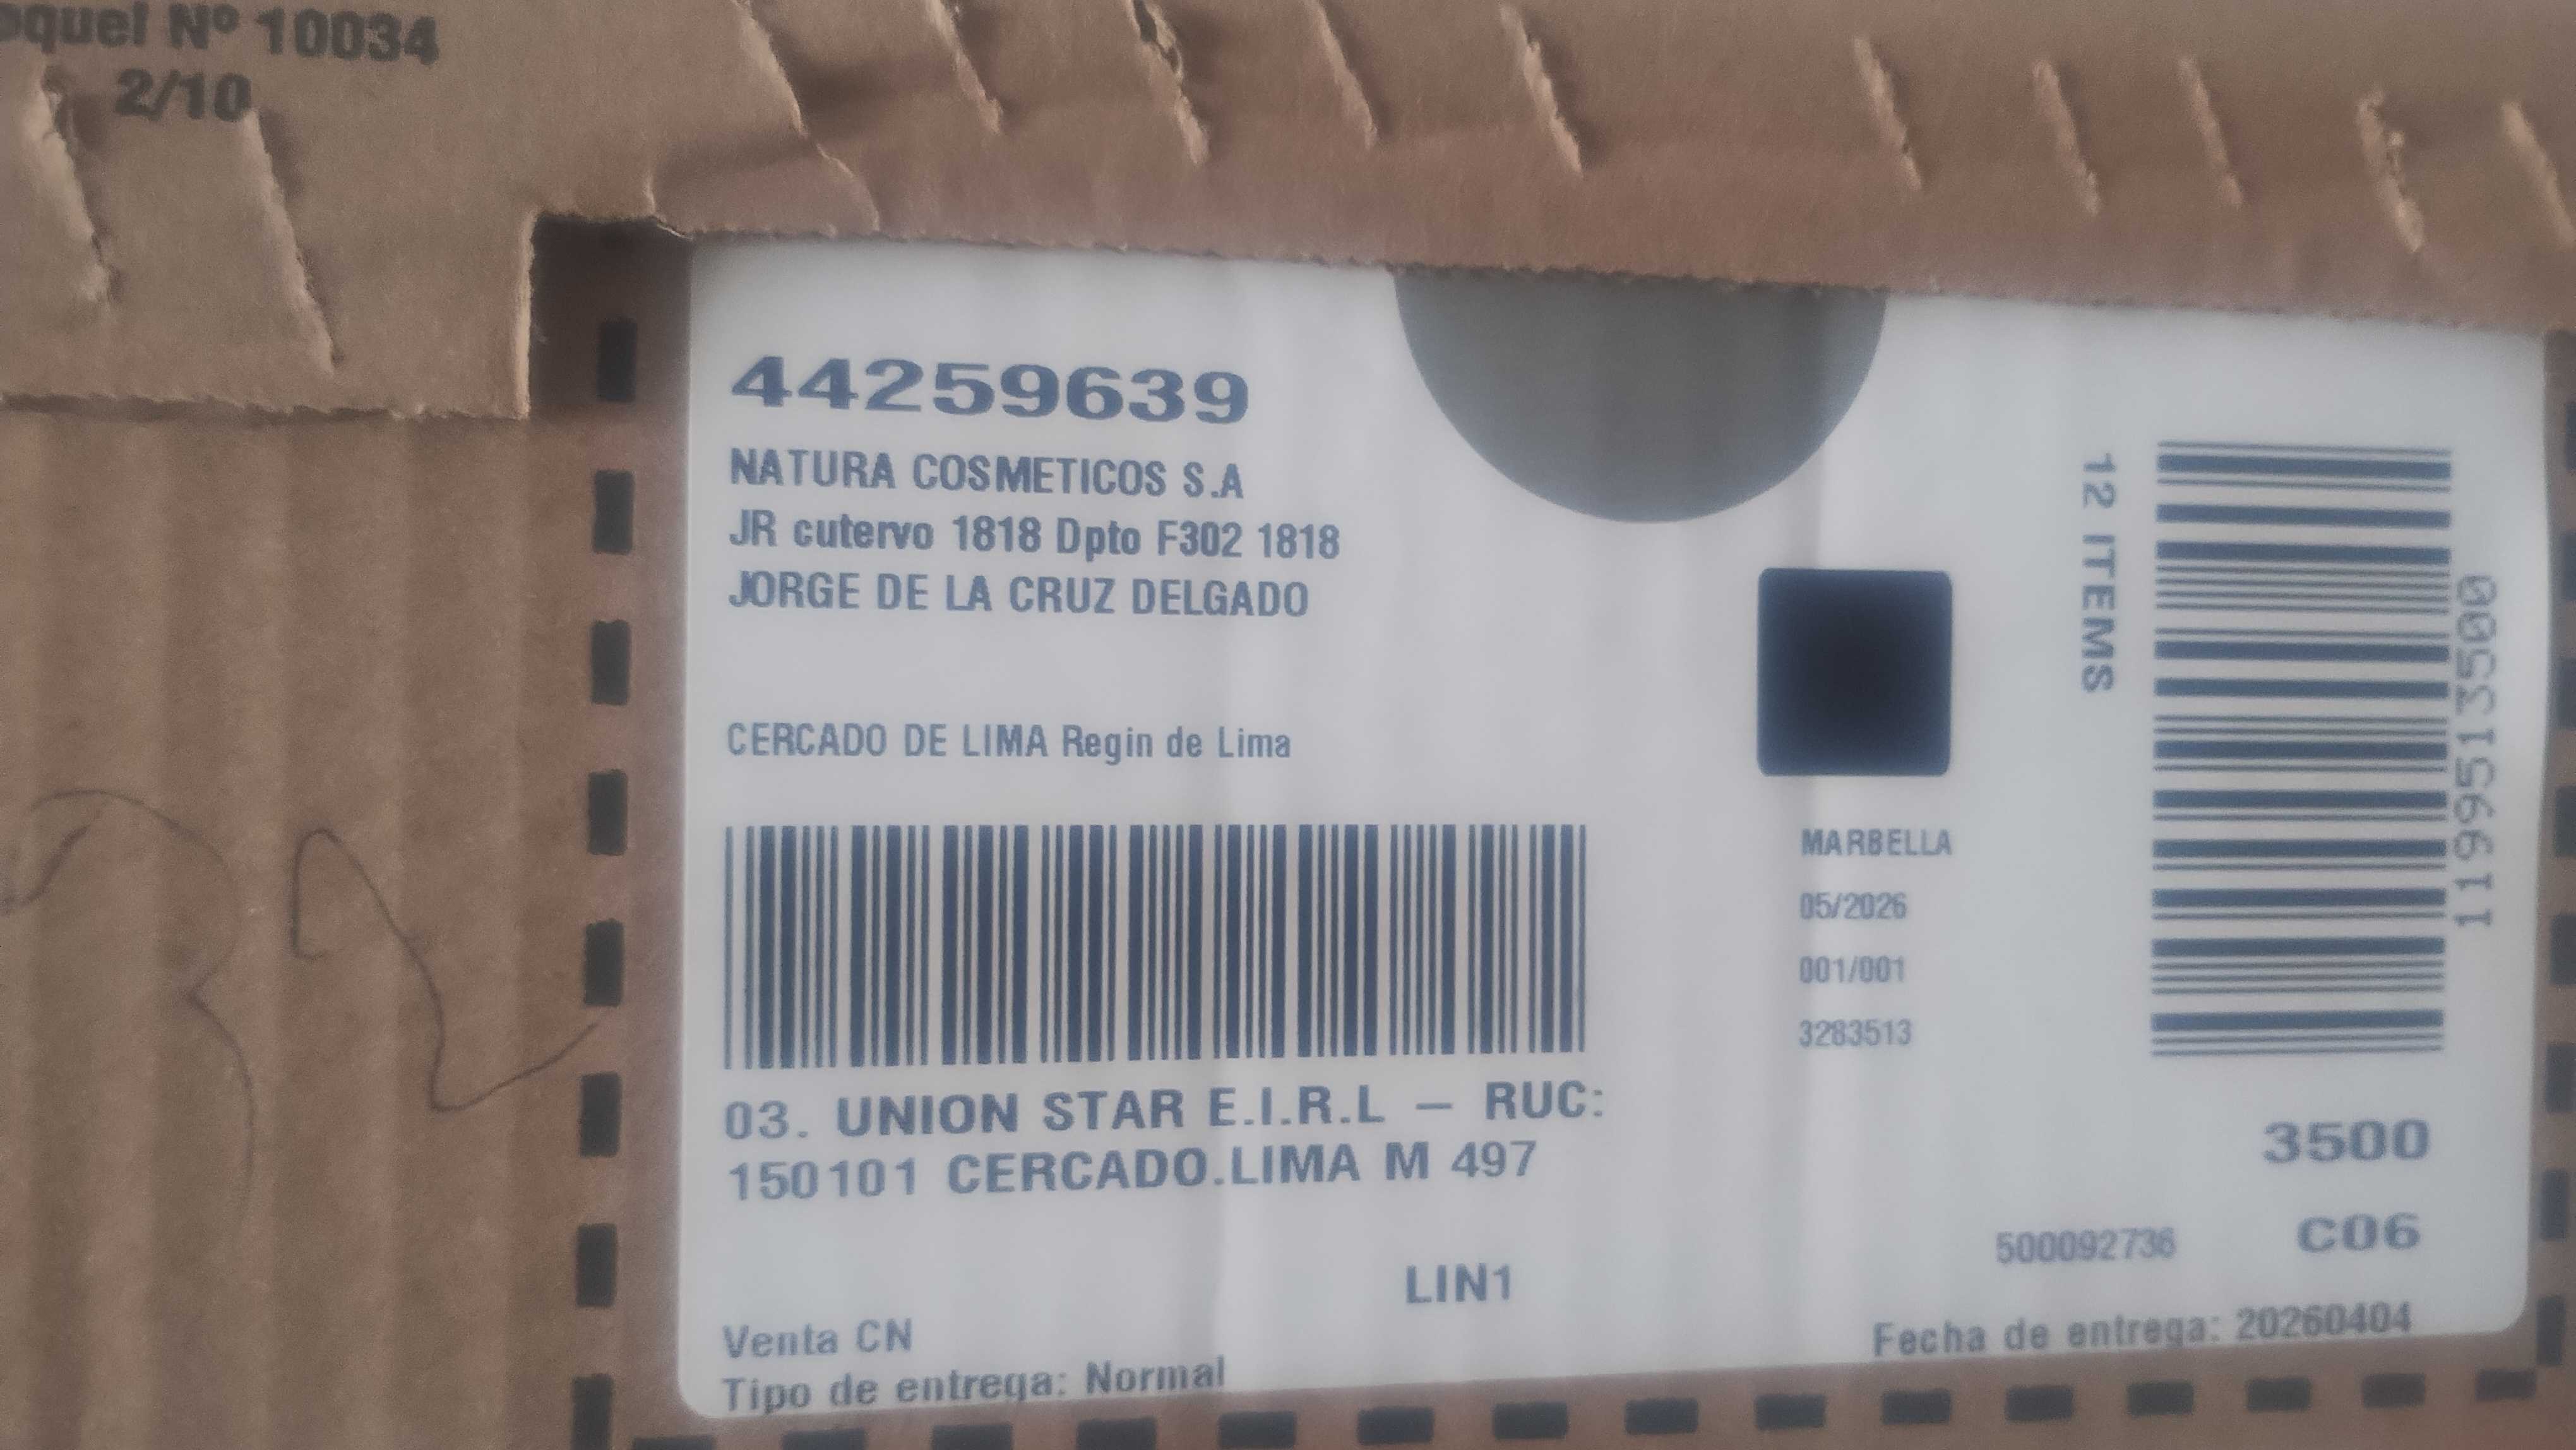 Nº 10034
2/10
44259639
NATURA COSMETICOS S.A
JR cutervo 1818 Dpto F302 1818
JORGE DE LA CRUZ DELGADO
CERCADO DE LIMA Regin de Lima
03. UNION STAR E.I.R.L – RUC:
150101 CERCADO.LIMA M 497
LIN1
Venta CN
Tipo de entrega: Normal
MARBELLA
05/2026
001/001
3283513
12 ITEMS
1199513500
3500
C06
500092736
Fecha de entrega: 20260404
32